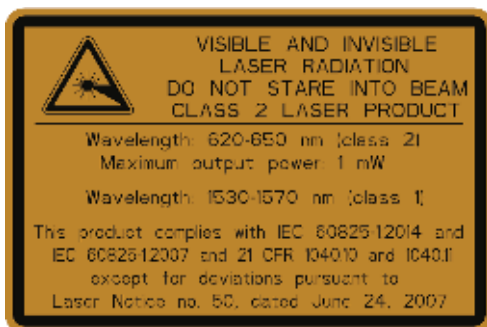 VISIBLE AND INVISIBLE
LASER RADIATION
DO NOT STARE INTO BEAM
CLASS 2 LASER PRODUCT
Wavelength: 620-650 nm (class 2)
Maximum output power: 1 mW
Wavelength: 1530-1570 nm (class 1)
This product complies with IEC 60825-1:2014 and
IEC 60825-1:2007 and 21 CFR 1040.10 and 1040.11
except for deviations pursuant to
Laser Notice no. 50, dated June 24, 2007